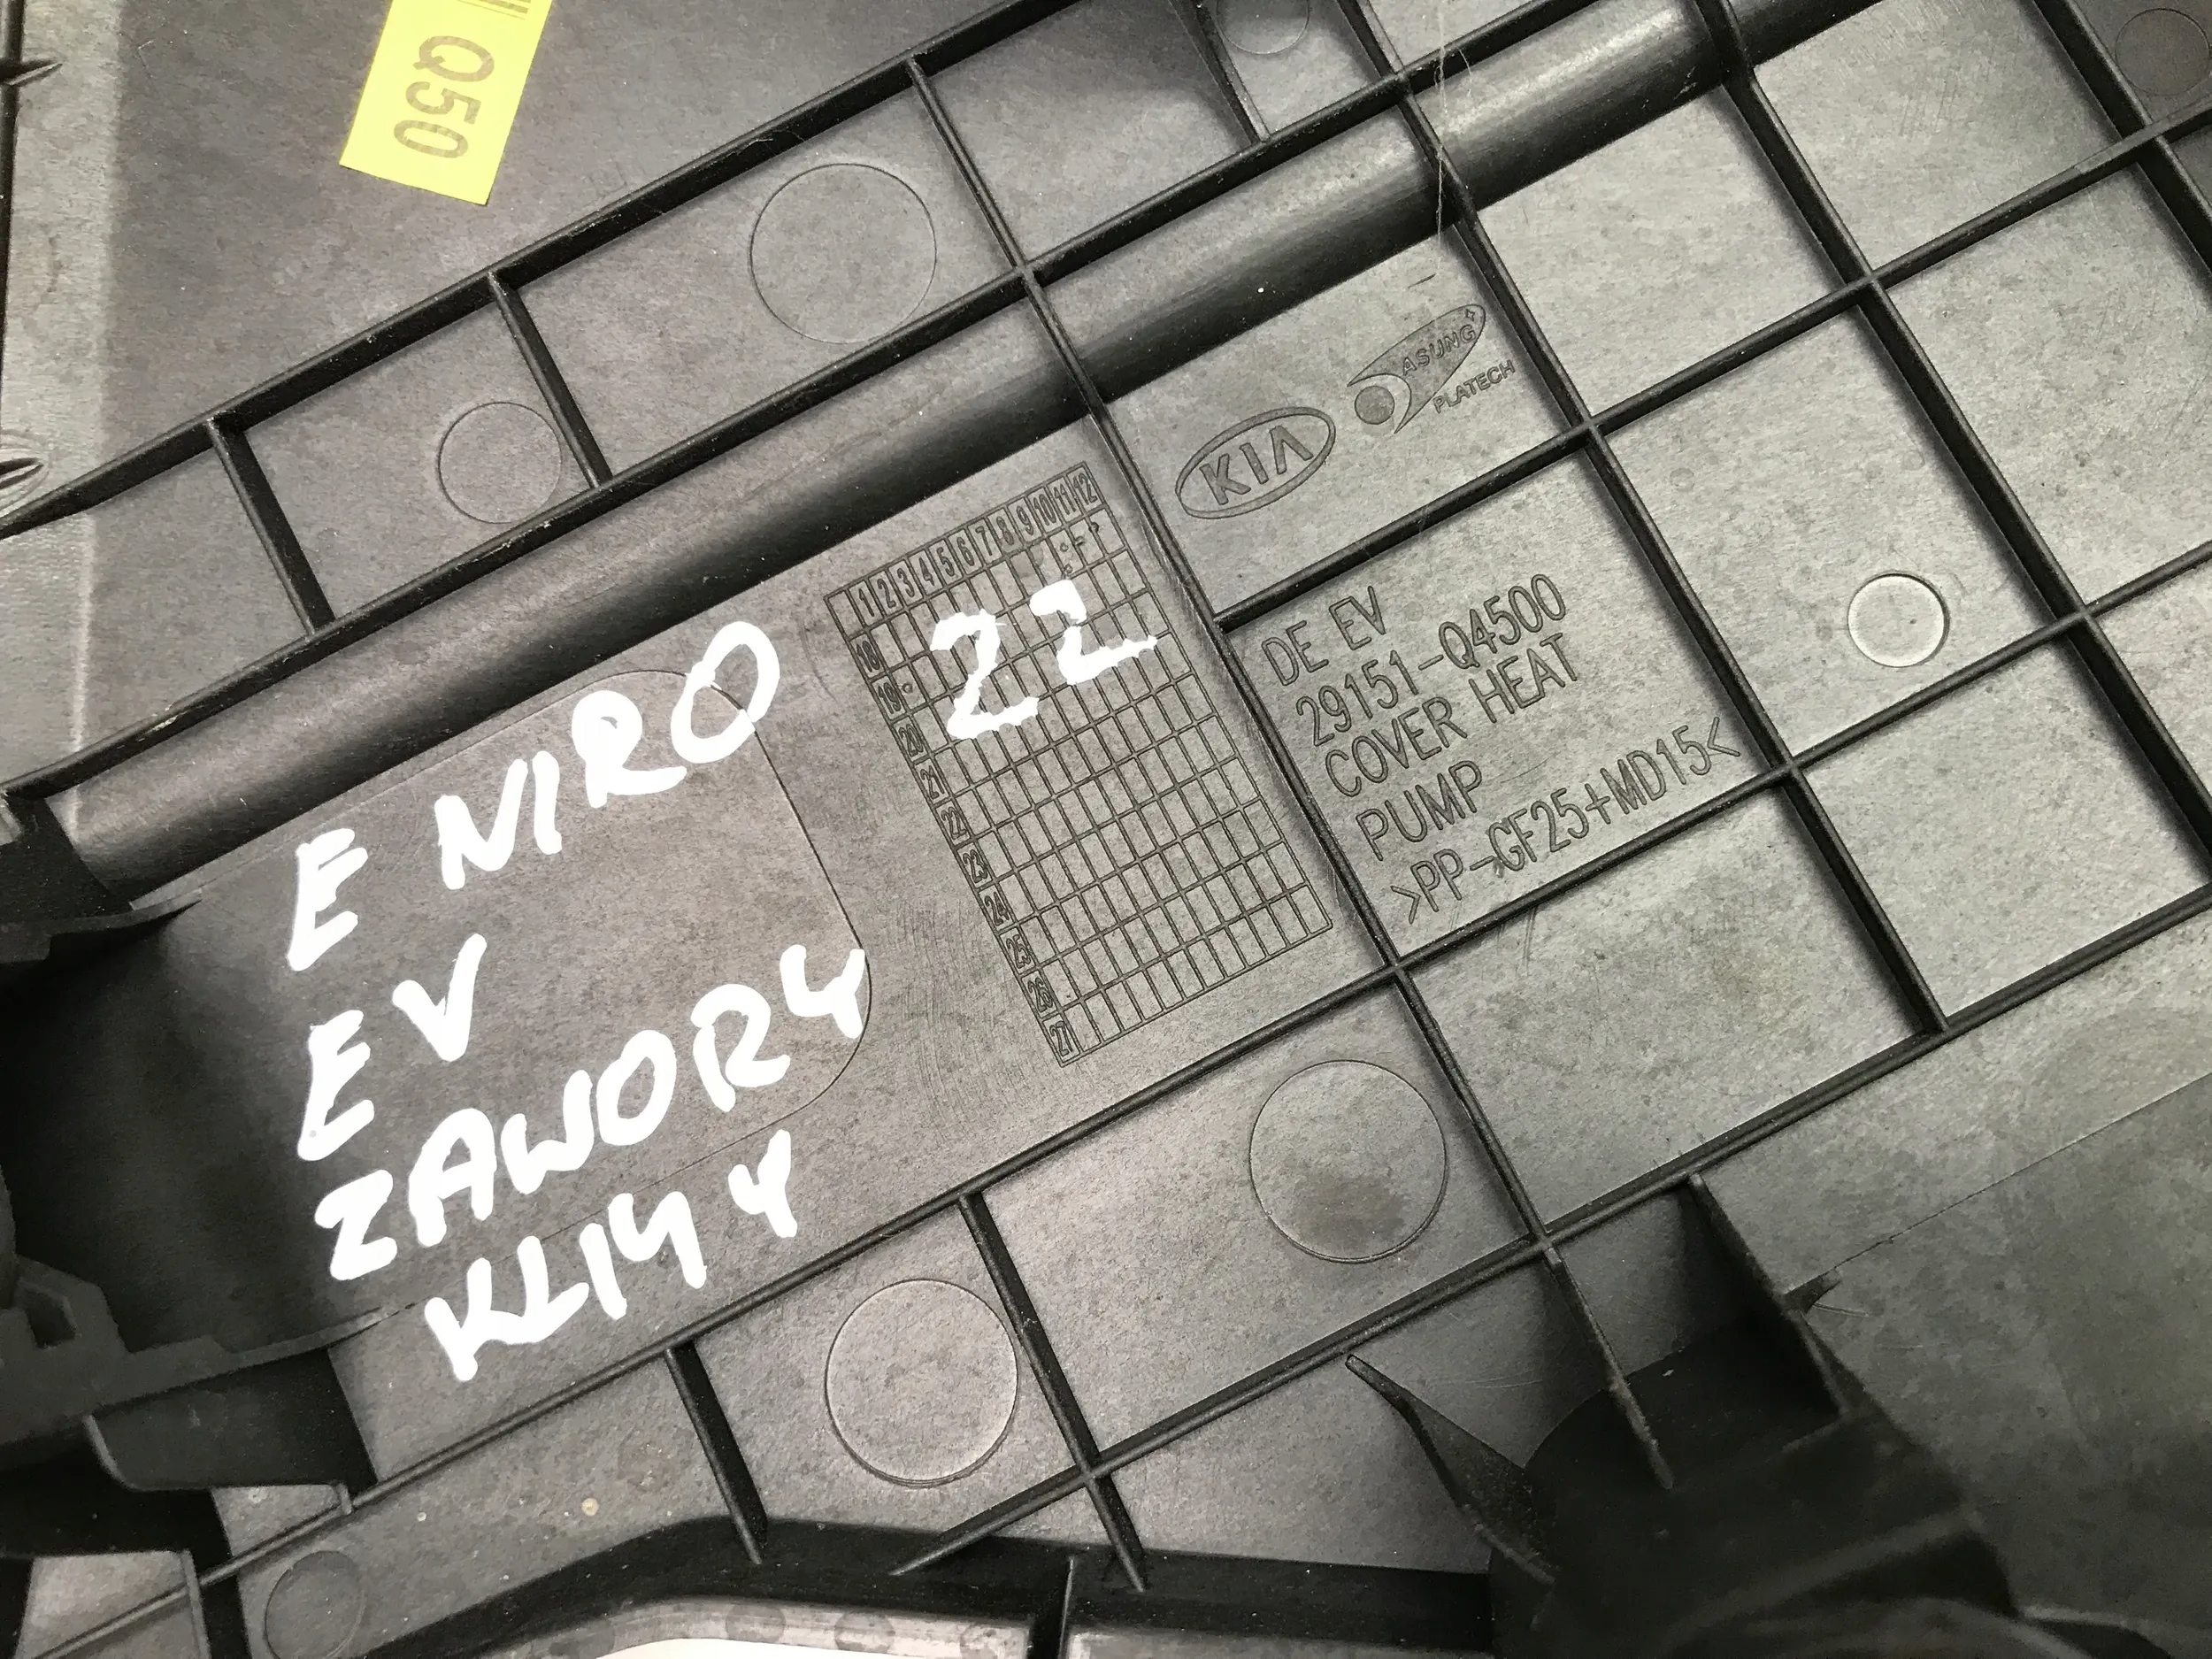 Q50
E NIRO 22
EV
ZAWORY
KLIMY
1 2 3 4 5 6 7 8 9 10 11 12
18
19
20
21
22
23
24
25
26
27
KIA
ASUNG
PLATECH
DE EV
29151-Q4500
COVER HEAT
PUMP
>PP-GF25+MD15<